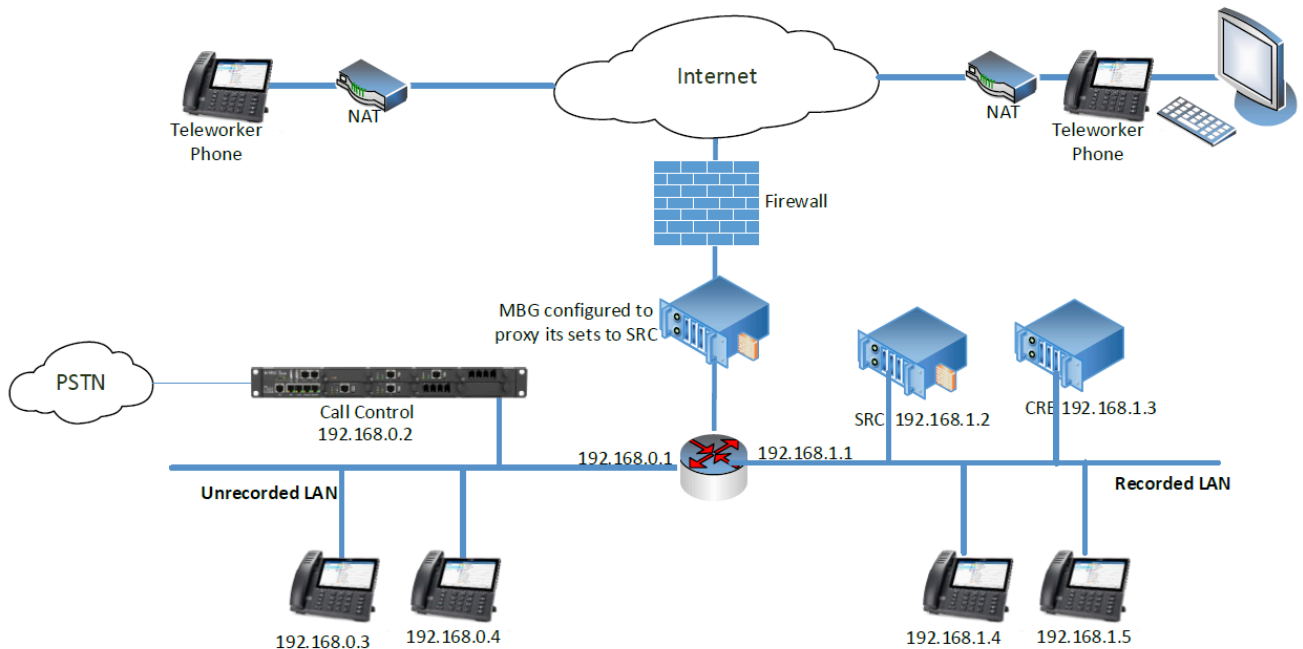 Internet
Teleworker
Phone
NAT
NAT
Teleworker
Phone
Firewall
MBG configured to
proxy its sets to SRC
PSTN
Call Control
192.168.0.2
SRC 192.168.1.2
CRE 192.168.1.3
192.168.0.1
192.168.1.1
Unrecorded LAN
Recorded LAN
192.168.0.3
192.168.0.4
192.168.1.4
192.168.1.5